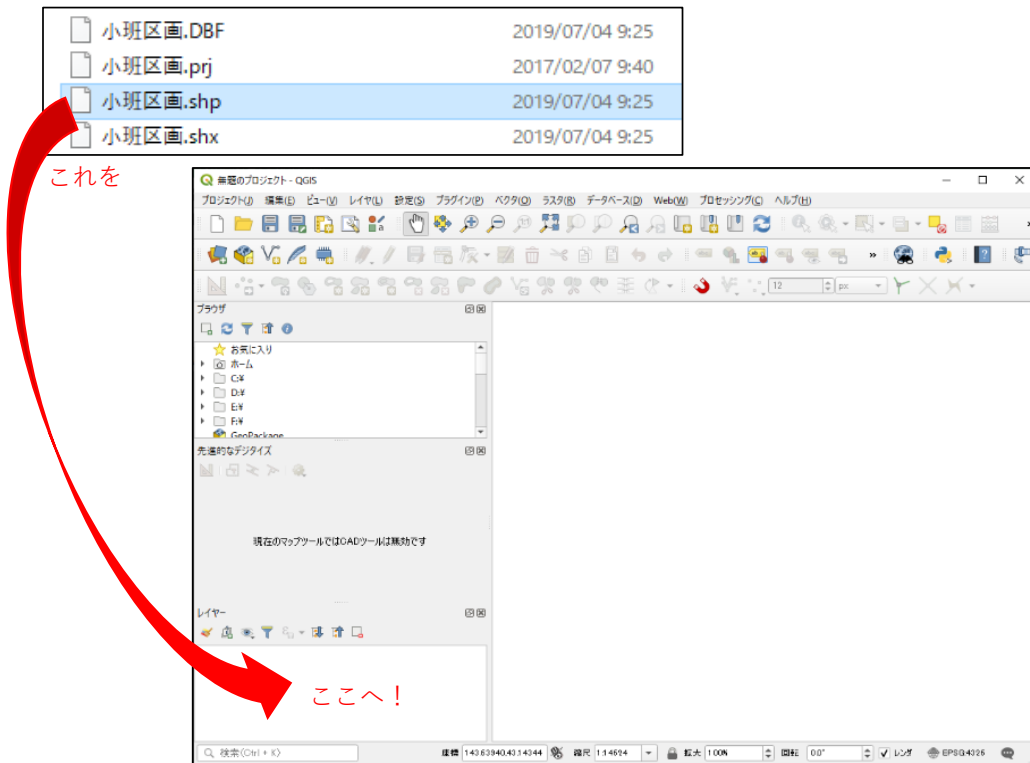 小班区画.DBF 2019/07/04 9:25
小班区画.prj 2017/02/07 9:40
小班区画.shp 2019/07/04 9:25
小班区画.shx 2019/07/04 9:25
これを
無題のプロジェクト - QGIS
プロジェクト(J) 編集(E) ビュー(V) レイヤ(L) 設定(S) プラグイン(P) ベクタ(O) ラスタ(R) データベース(D) Web(W) プロセッシング(C) ヘルプ(H)
12 px
ブラウザ
お気に入り
ホーム
C:¥
D:¥
E:¥
F:¥
GeoPackage
先進的なデジタイズ
現在のマップツールではCADツールは無効です
レイヤー
ここへ！
検索(Ctrl + K) 座標 143.63940,43.14344 縮尺 1:14694 拡大 100% 回転 0.0° レンダ EPSG:4326